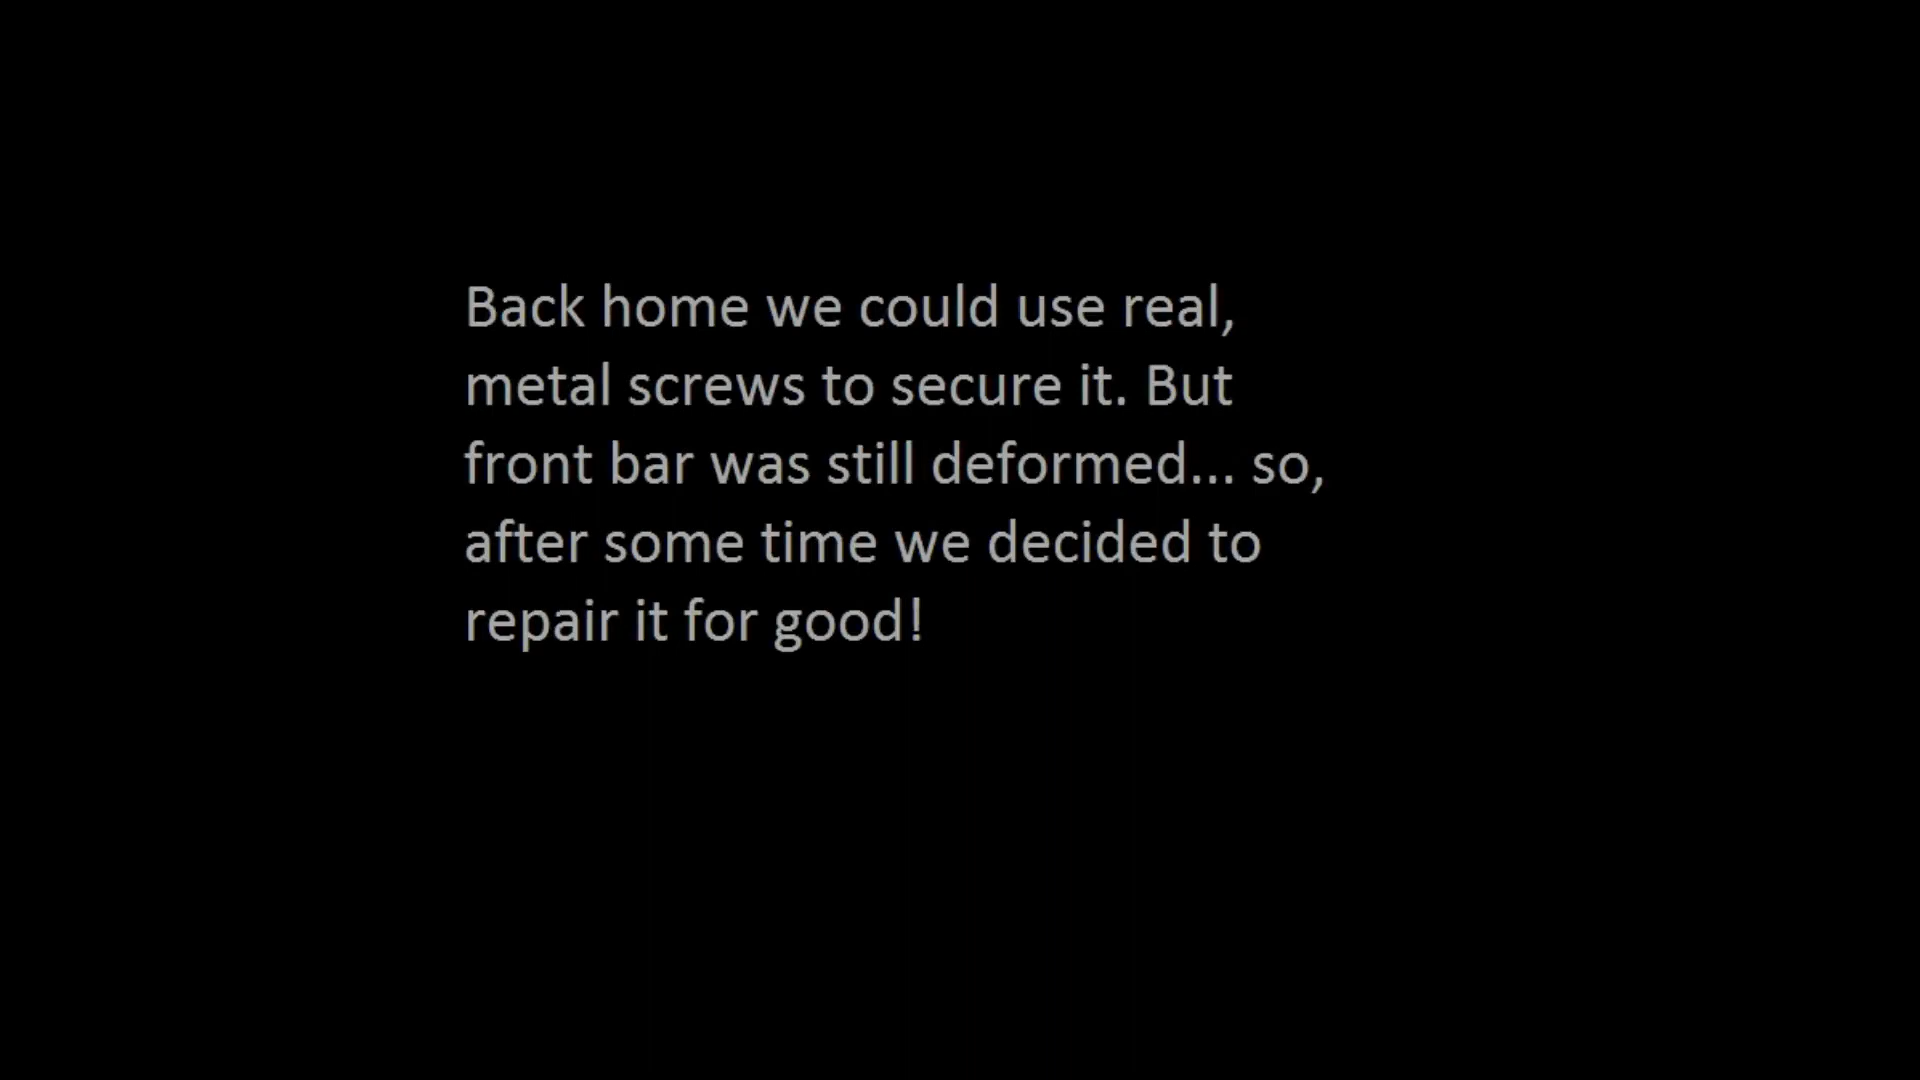 Back home we could use real,
metal screws to secure it. But
front bar was still deformed... so,
after some time we decided to
repair it for good!